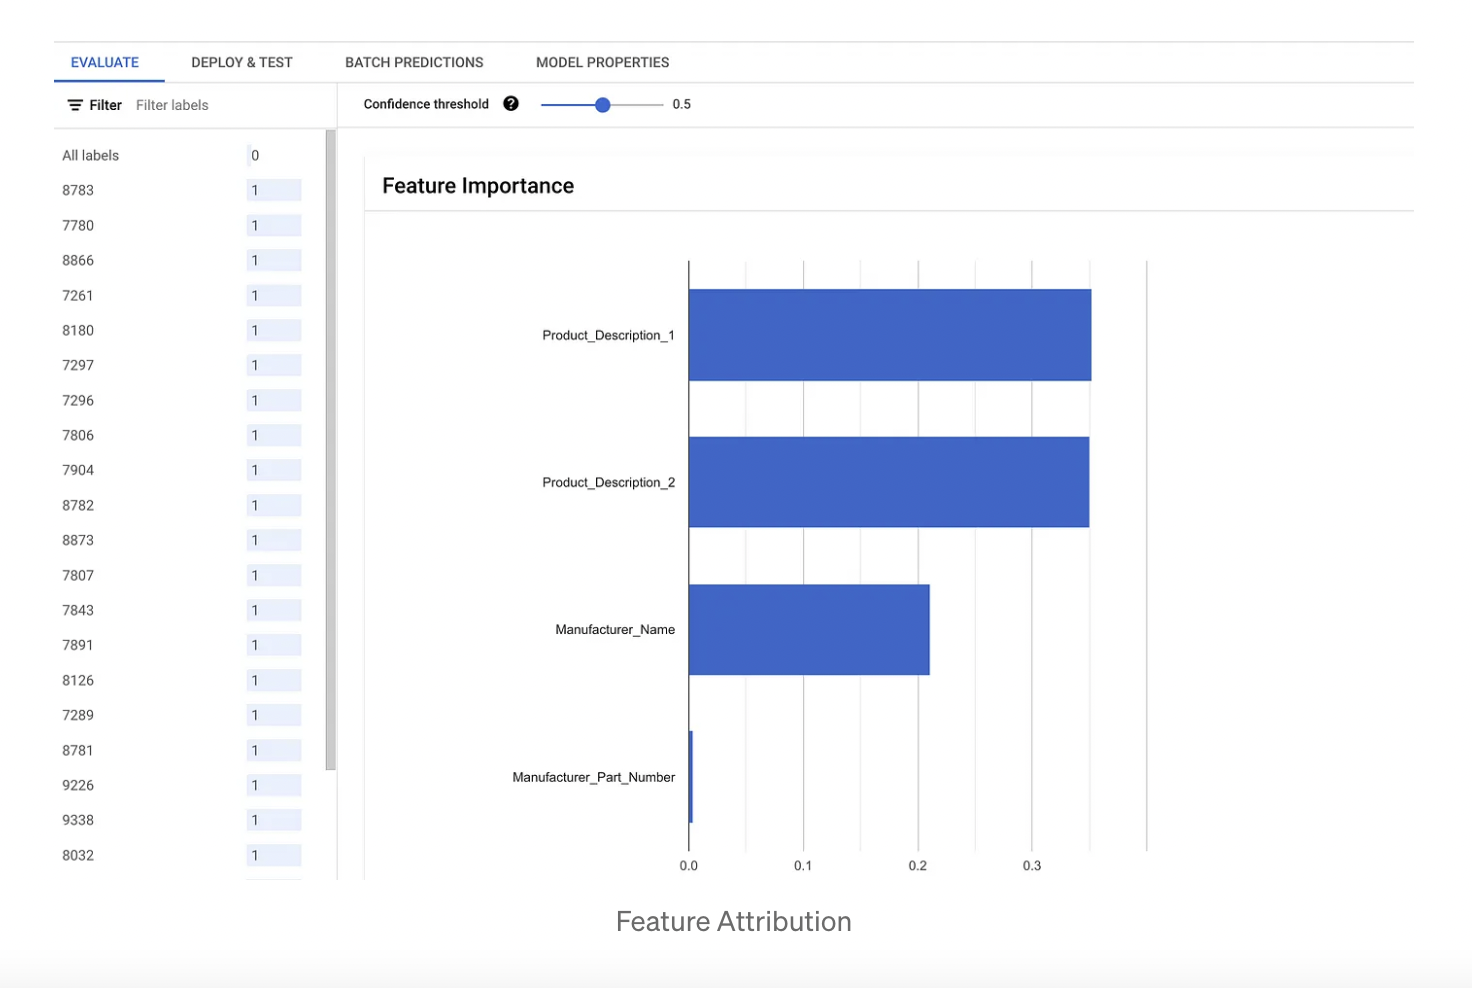 EVALUATE DEPLOY & TEST BATCH PREDICTIONS MODEL PROPERTIES
Filter Filter labels
Confidence threshold ? 0.5
All labels 0
8783 1
7780 1
8866 1
7261 1
8180 1
7297 1
7296 1
7806 1
7904 1
8782 1
8873 1
7807 1
7843 1
7891 1
8126 1
7289 1
8781 1
9226 1
9338 1
8032 1
Feature Importance
Product_Description_1
Product_Description_2
Manufacturer_Name
Manufacturer_Part_Number
0.0 0.1 0.2 0.3
Feature Attribution